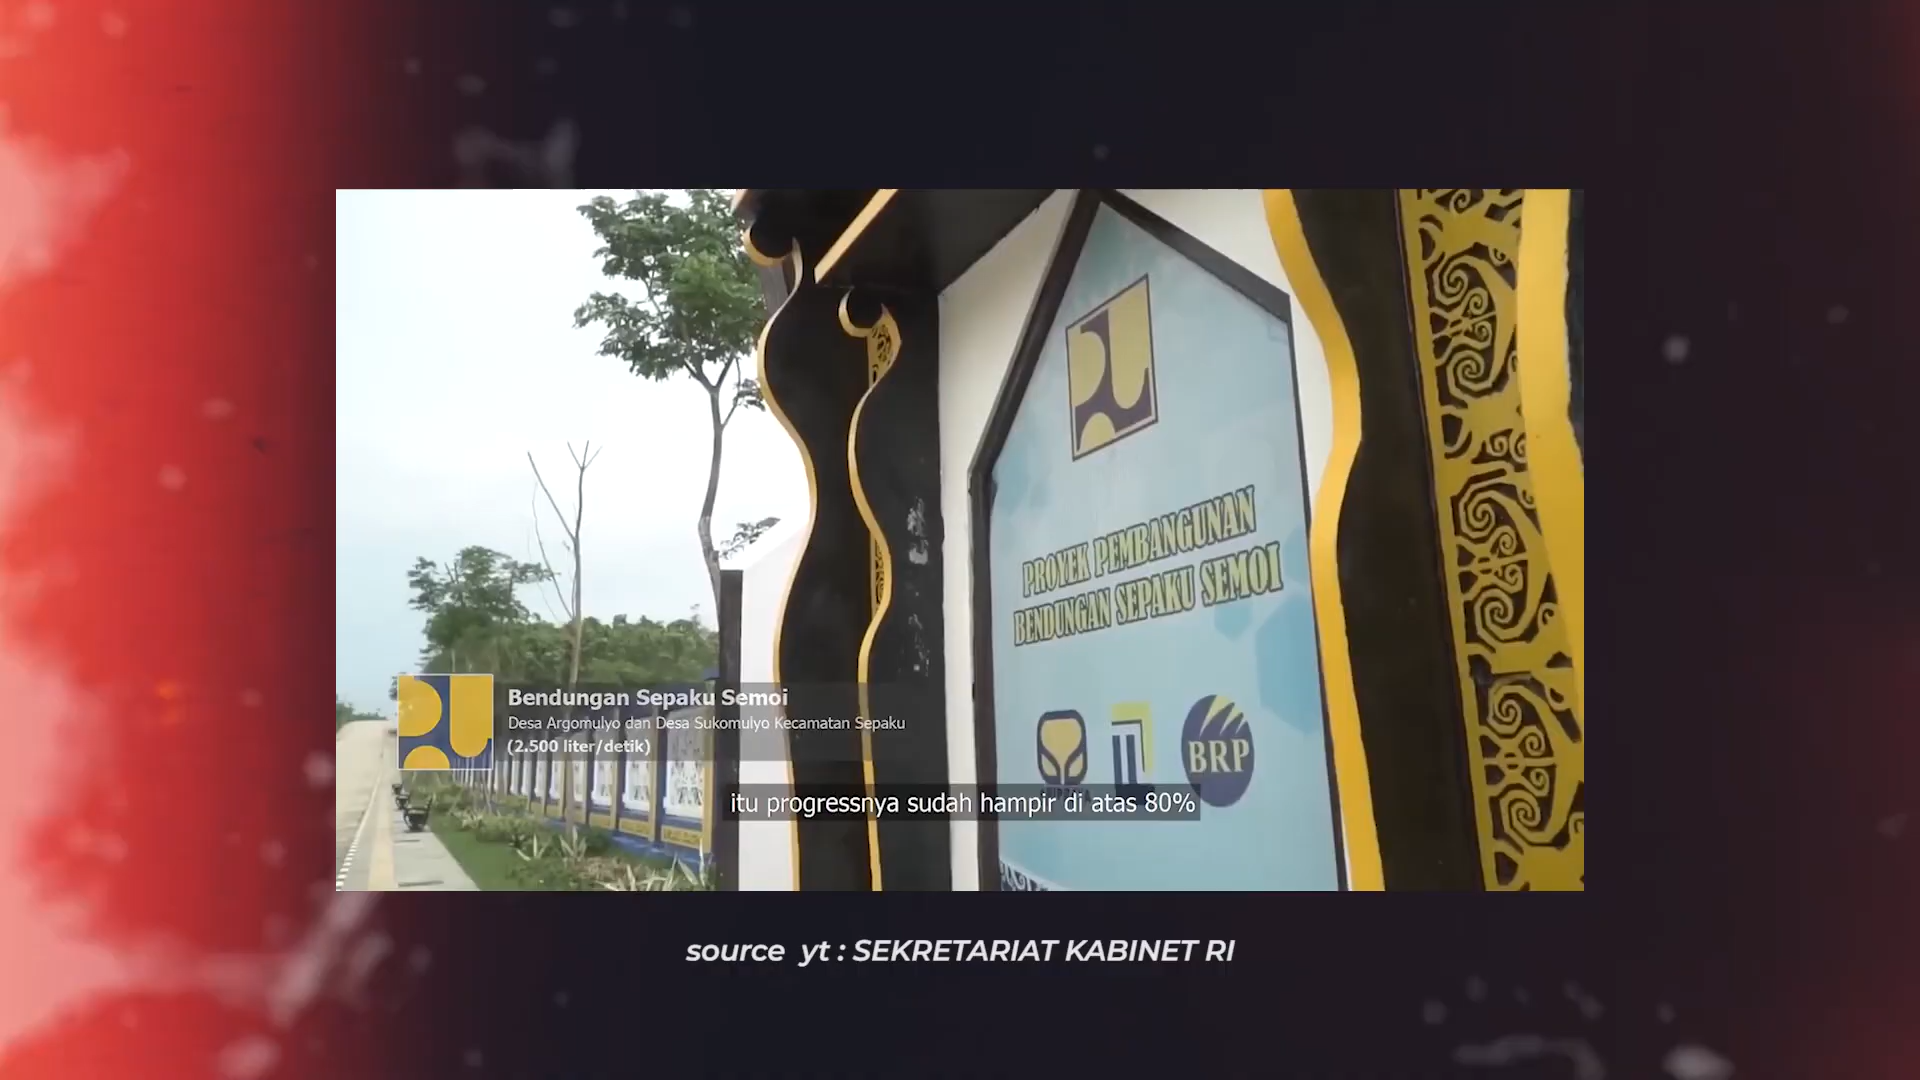 PROYEK PEMBANGUNAN
BENDUNGAN SEPAKU SEMOI
BRP
Bendungan Sepaku Semoi
Desa Argomulyo dan Desa Sukomulyo Kecamatan Sepaku
(2.500 liter/detik)
itu progressnya sudah hampir di atas 80%
source yt : SEKRETARIAT KABINET RI